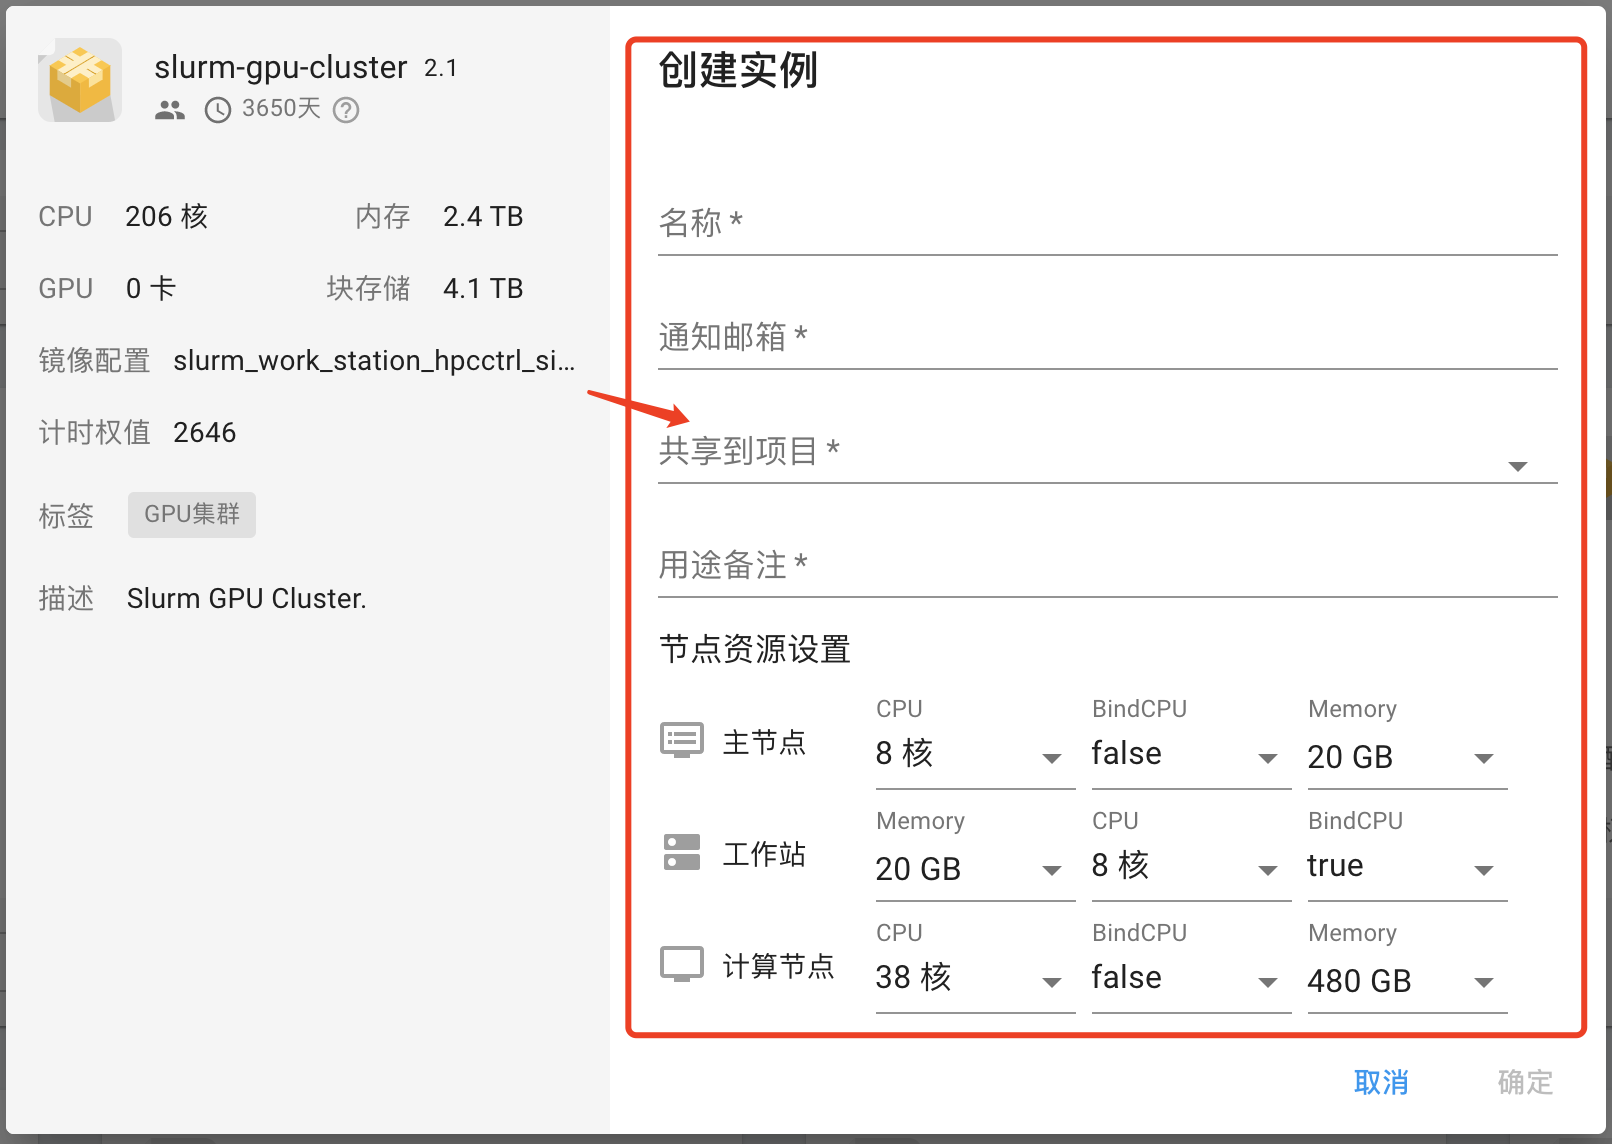 slurm-gpu-cluster 2.1
3650天
CPU 206 核 内存 2.4 TB
GPU 0 卡 块存储 4.1 TB
镜像配置 slurm_work_station_hpcctrl_si...
计时权值 2646
标签 GPU集群
描述 Slurm GPU Cluster.
创建实例
名称 *
通知邮箱 *
共享到项目 *
用途备注 *
节点资源设置
CPU BindCPU Memory
主节点 8 核 false 20 GB
Memory CPU BindCPU
工作站 20 GB 8 核 true
CPU BindCPU Memory
计算节点 38 核 false 480 GB
取消 确定